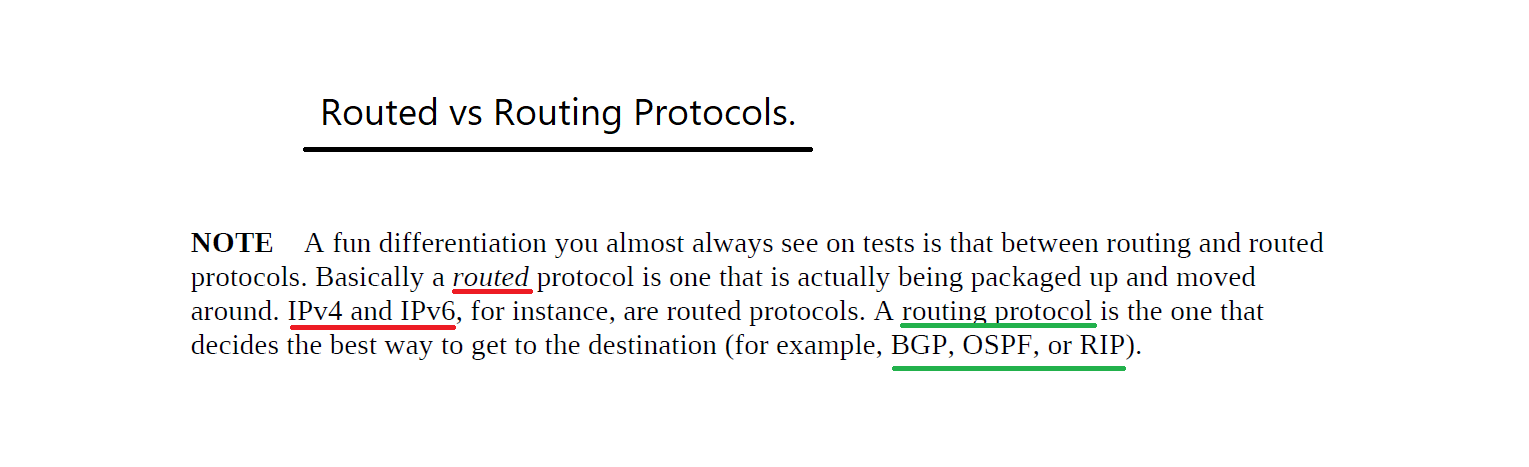 Routed vs Routing Protocols.
NOTE A fun differentiation you almost always see on tests is that between routing and routed
protocols. Basically a routed protocol is one that is actually being packaged up and moved
around. IPv4 and IPv6, for instance, are routed protocols. A routing protocol is the one that
decides the best way to get to the destination (for example, BGP, OSPF, or RIP).